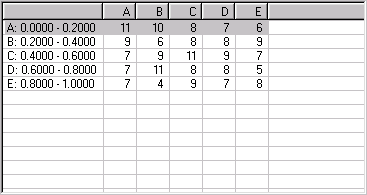 A B C D E
A: 0.0000 - 0.2000 11 10 8 7 6
B: 0.2000 - 0.4000 9 6 8 8 9
C: 0.4000 - 0.6000 7 9 11 9 7
D: 0.6000 - 0.8000 7 11 8 8 5
E: 0.8000 - 1.0000 7 4 9 7 8